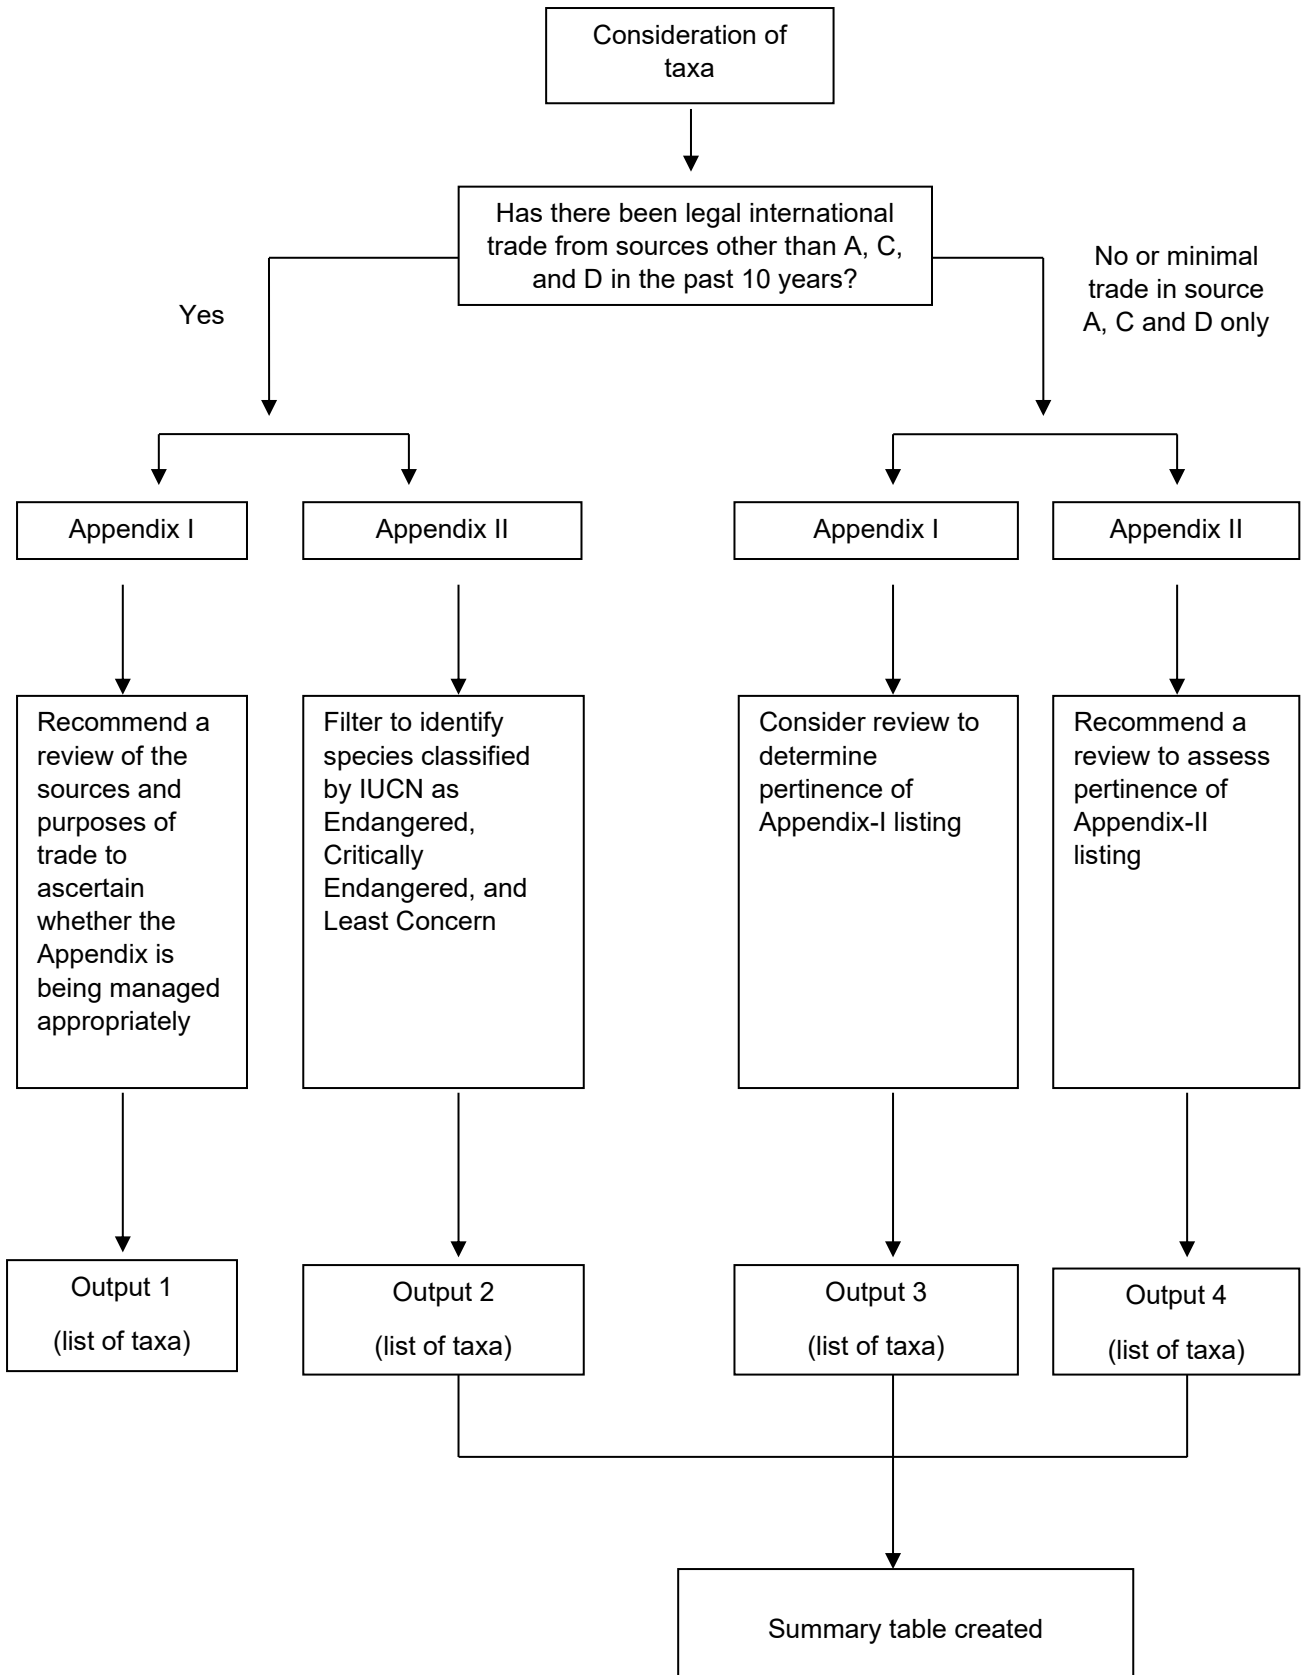 Consideration of
taxa
Has there been legal international
trade from sources other than A, C,
and D in the past 10 years?
Yes
No or minimal
trade in source
A, C and D only
Appendix I
Appendix II
Appendix I
Appendix II
Recommend a
review of the
sources and
purposes of
trade to
ascertain
whether the
Appendix is
being managed
appropriately
Filter to identify
species classified
by IUCN as
Endangered,
Critically
Endangered, and
Least Concern
Consider review to
determine
pertinence of
Appendix-I listing
Recommend a
review to assess
pertinence of
Appendix-II
listing
Output 1
(list of taxa)
Output 2
(list of taxa)
Output 3
(list of taxa)
Output 4
(list of taxa)
Summary table created